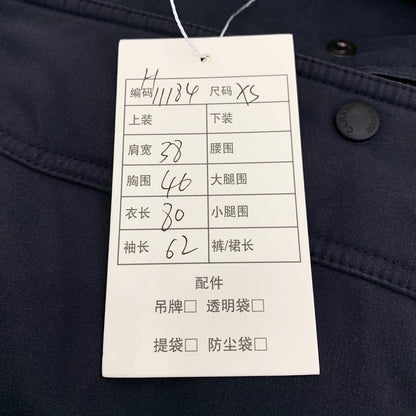 编码 H11184 尺码 XS
上装 下装
肩宽 38 腰围
胸围 46 大腿围
衣长 80 小腿围
袖长 62 裤/裙长
配件
吊牌□ 透明袋□
提袋□ 防尘袋□